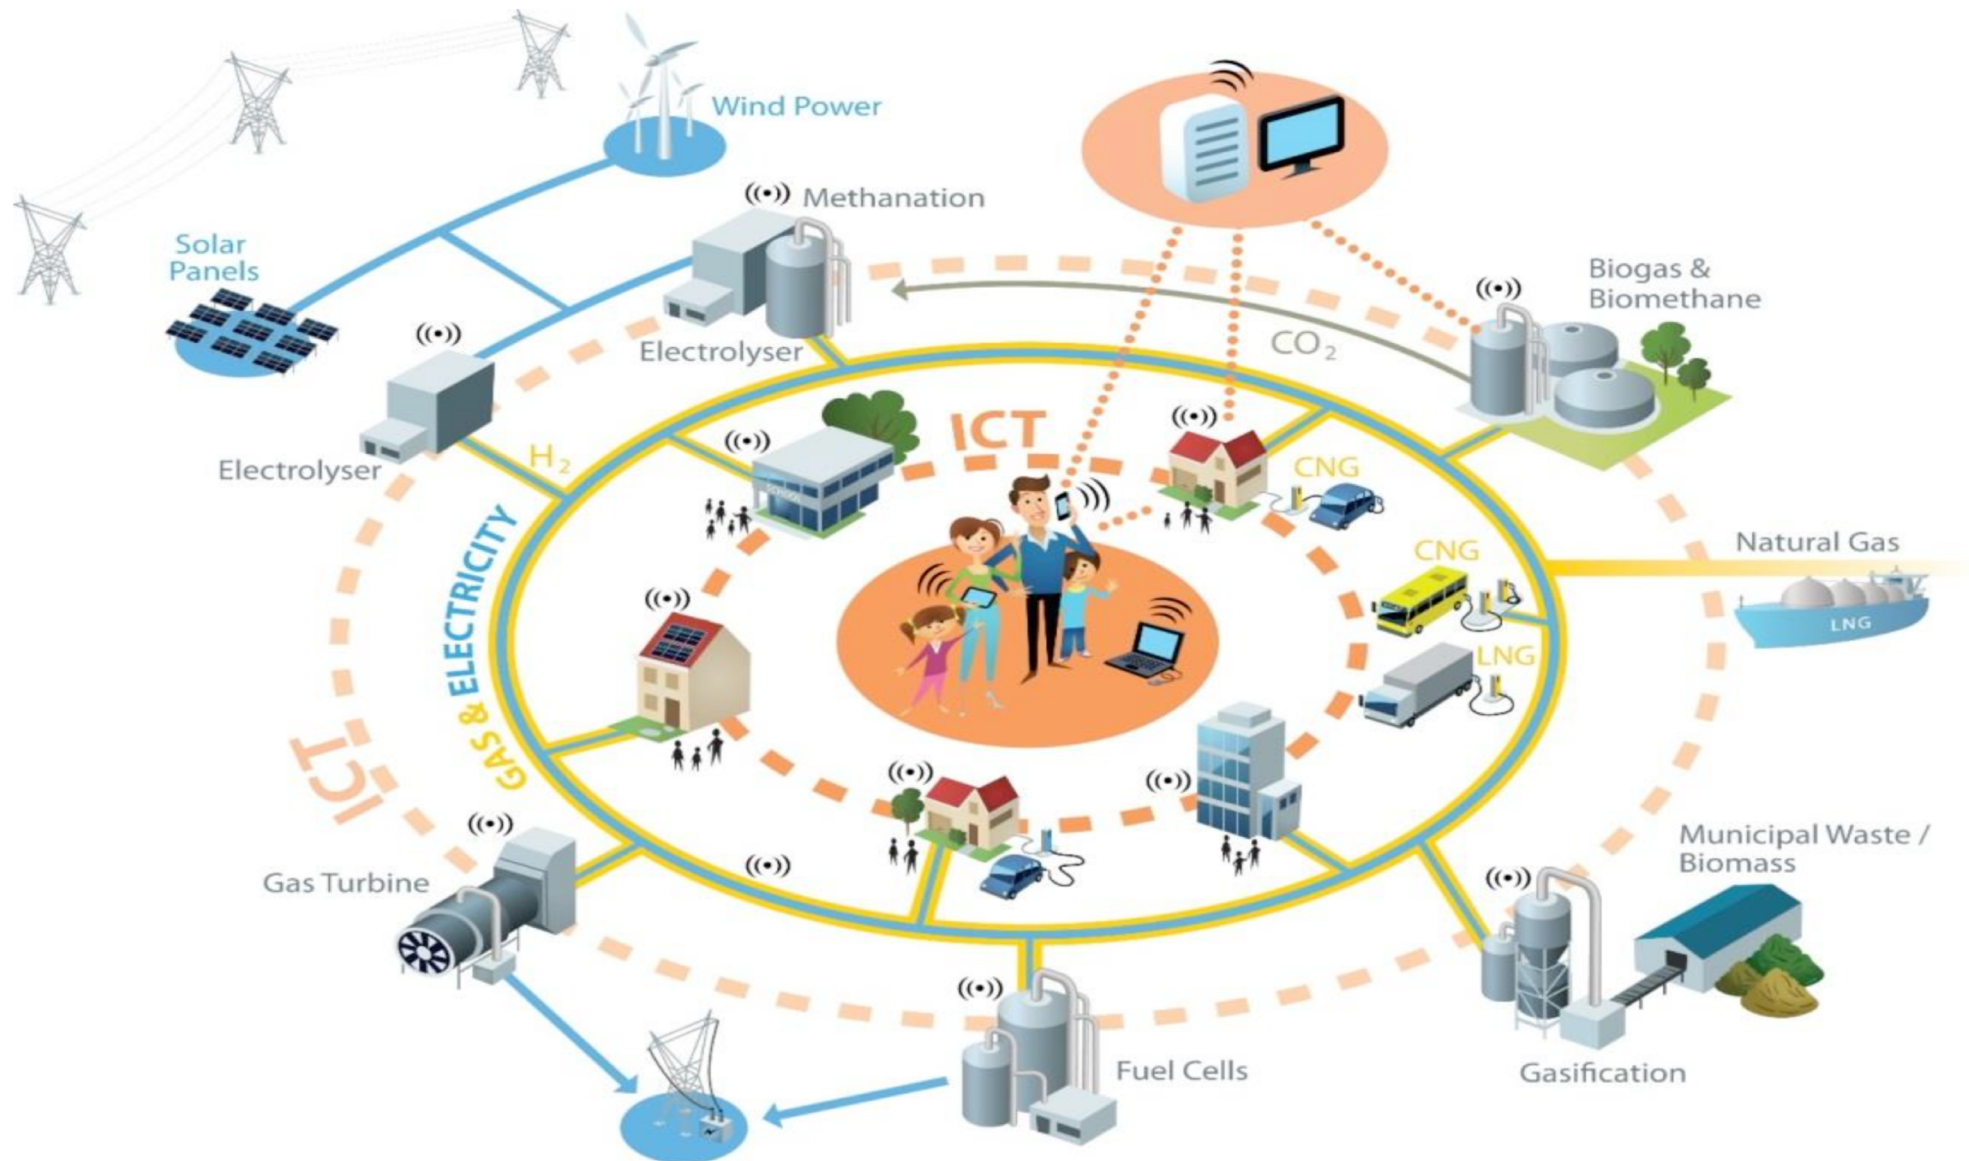 Wind Power
Methanation
Solar
Panels
Biogas &
Biomethane
Electrolyser
CO2
ICT
Electrolyser
H2
CNG
SCHOOL
GAS & ELECTRICITY
Natural Gas
CNG
LNG
LNG
ICT
Municipal Waste /
Biomass
Gas Turbine
Fuel Cells
Gasification